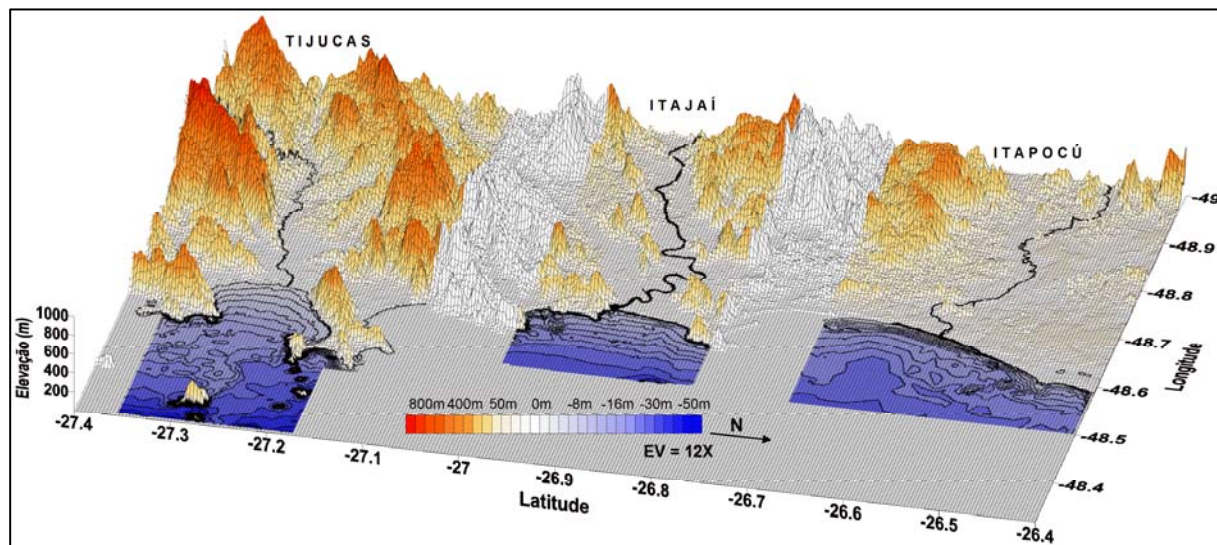 TIJUCAS
ITAJAÍ
ITAPOCÚ
1000
800
600
400
200
Elevação (m)
800m 400m 50m 0m -8m -16m -30m -50m
N
EV = 12X
-27.4
-27.3
-27.2
-27.1
-27
-26.9
-26.8
-26.7
-26.6
-26.5
-26.4
Latitude
-49
-48.9
-48.8
-48.7
-48.6
-48.5
-48.4
Longitude